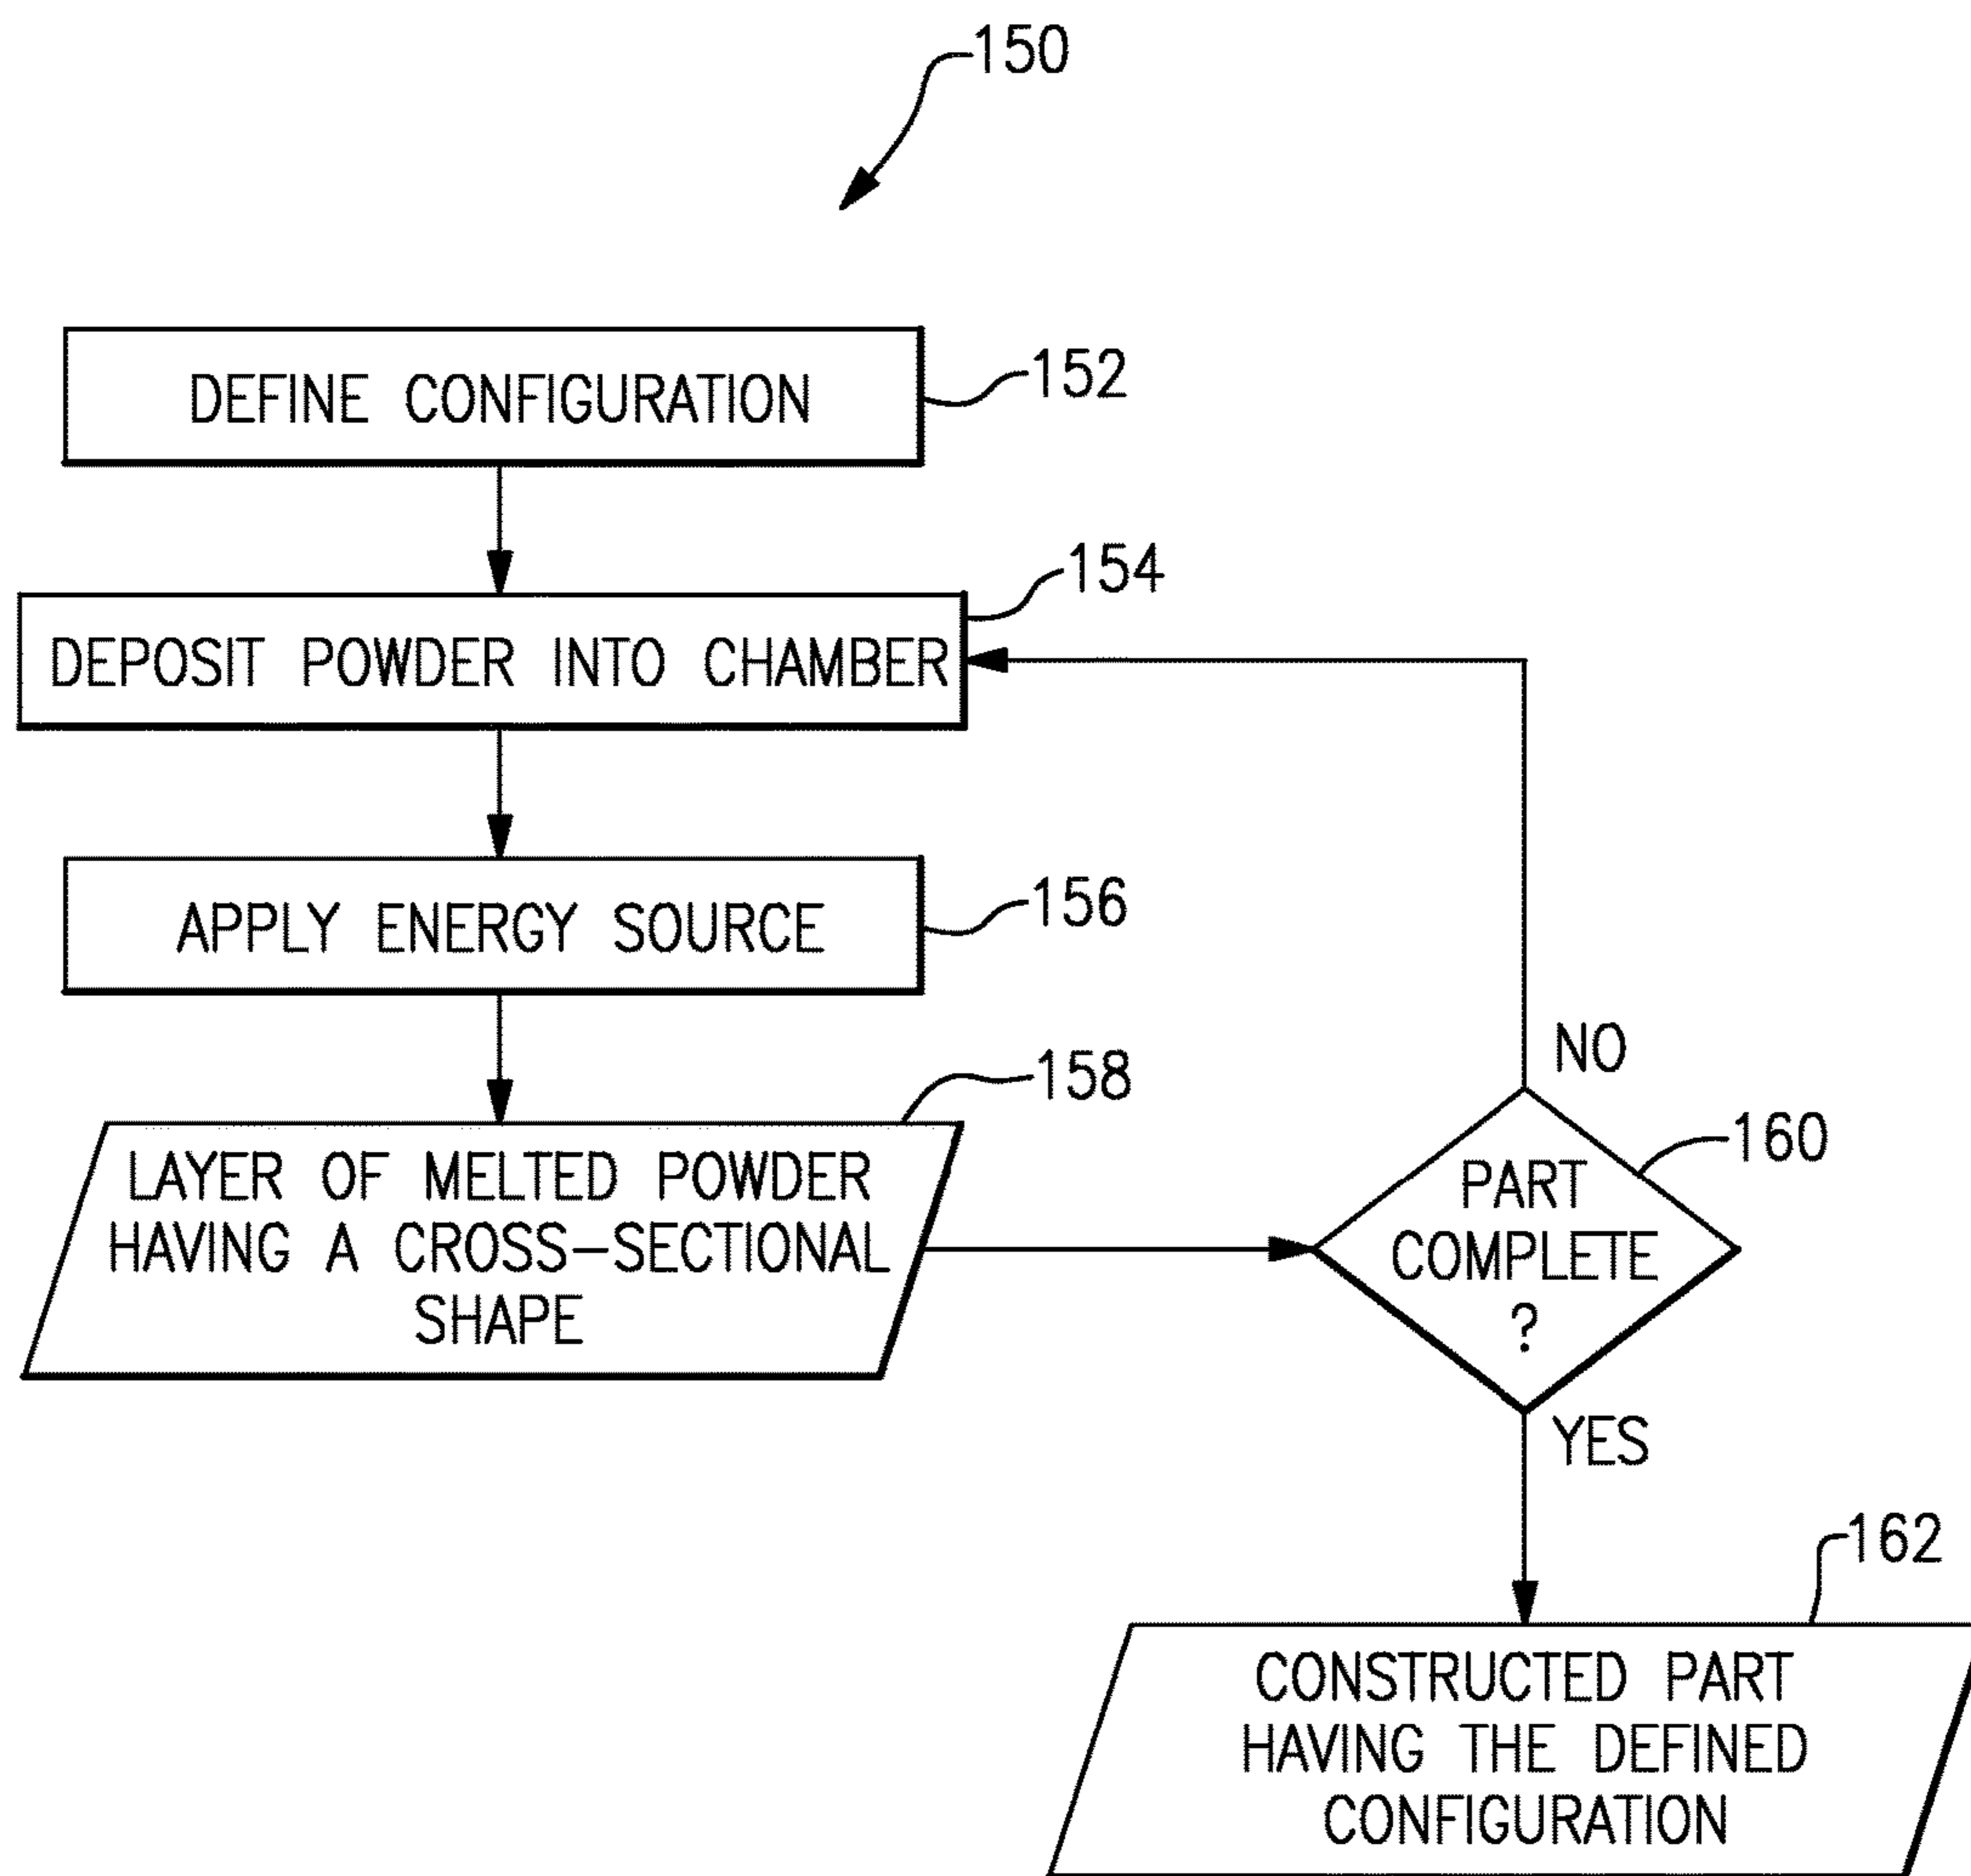 150
DEFINE CONFIGURATION
152
154
DEPOSIT POWDER INTO CHAMBER
APPLY ENERGY SOURCE
156
158
LAYER OF MELTED POWDER
HAVING A CROSS-SECTIONAL
SHAPE
NO
160
PART
COMPLETE
?
YES
162
CONSTRUCTED PART
HAVING THE DEFINED
CONFIGURATION